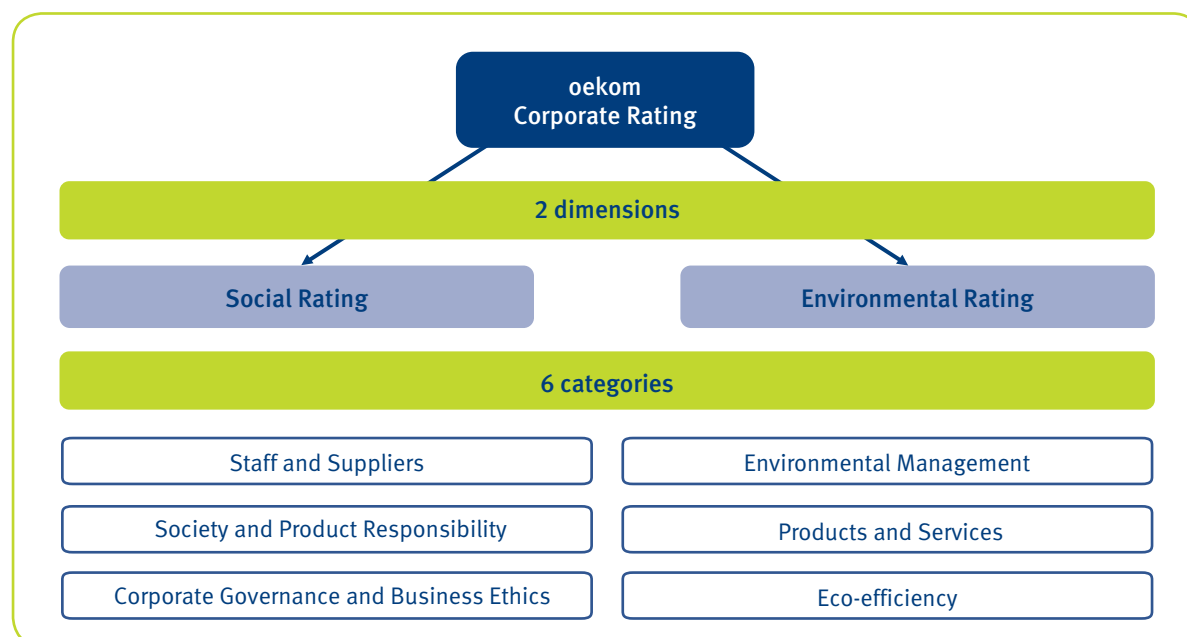 oekom
Corporate Rating
2 dimensions
Social Rating
Environmental Rating
6 categories
Staff and Suppliers
Environmental Management
Society and Product Responsibility
Products and Services
Corporate Governance and Business Ethics
Eco-efficiency